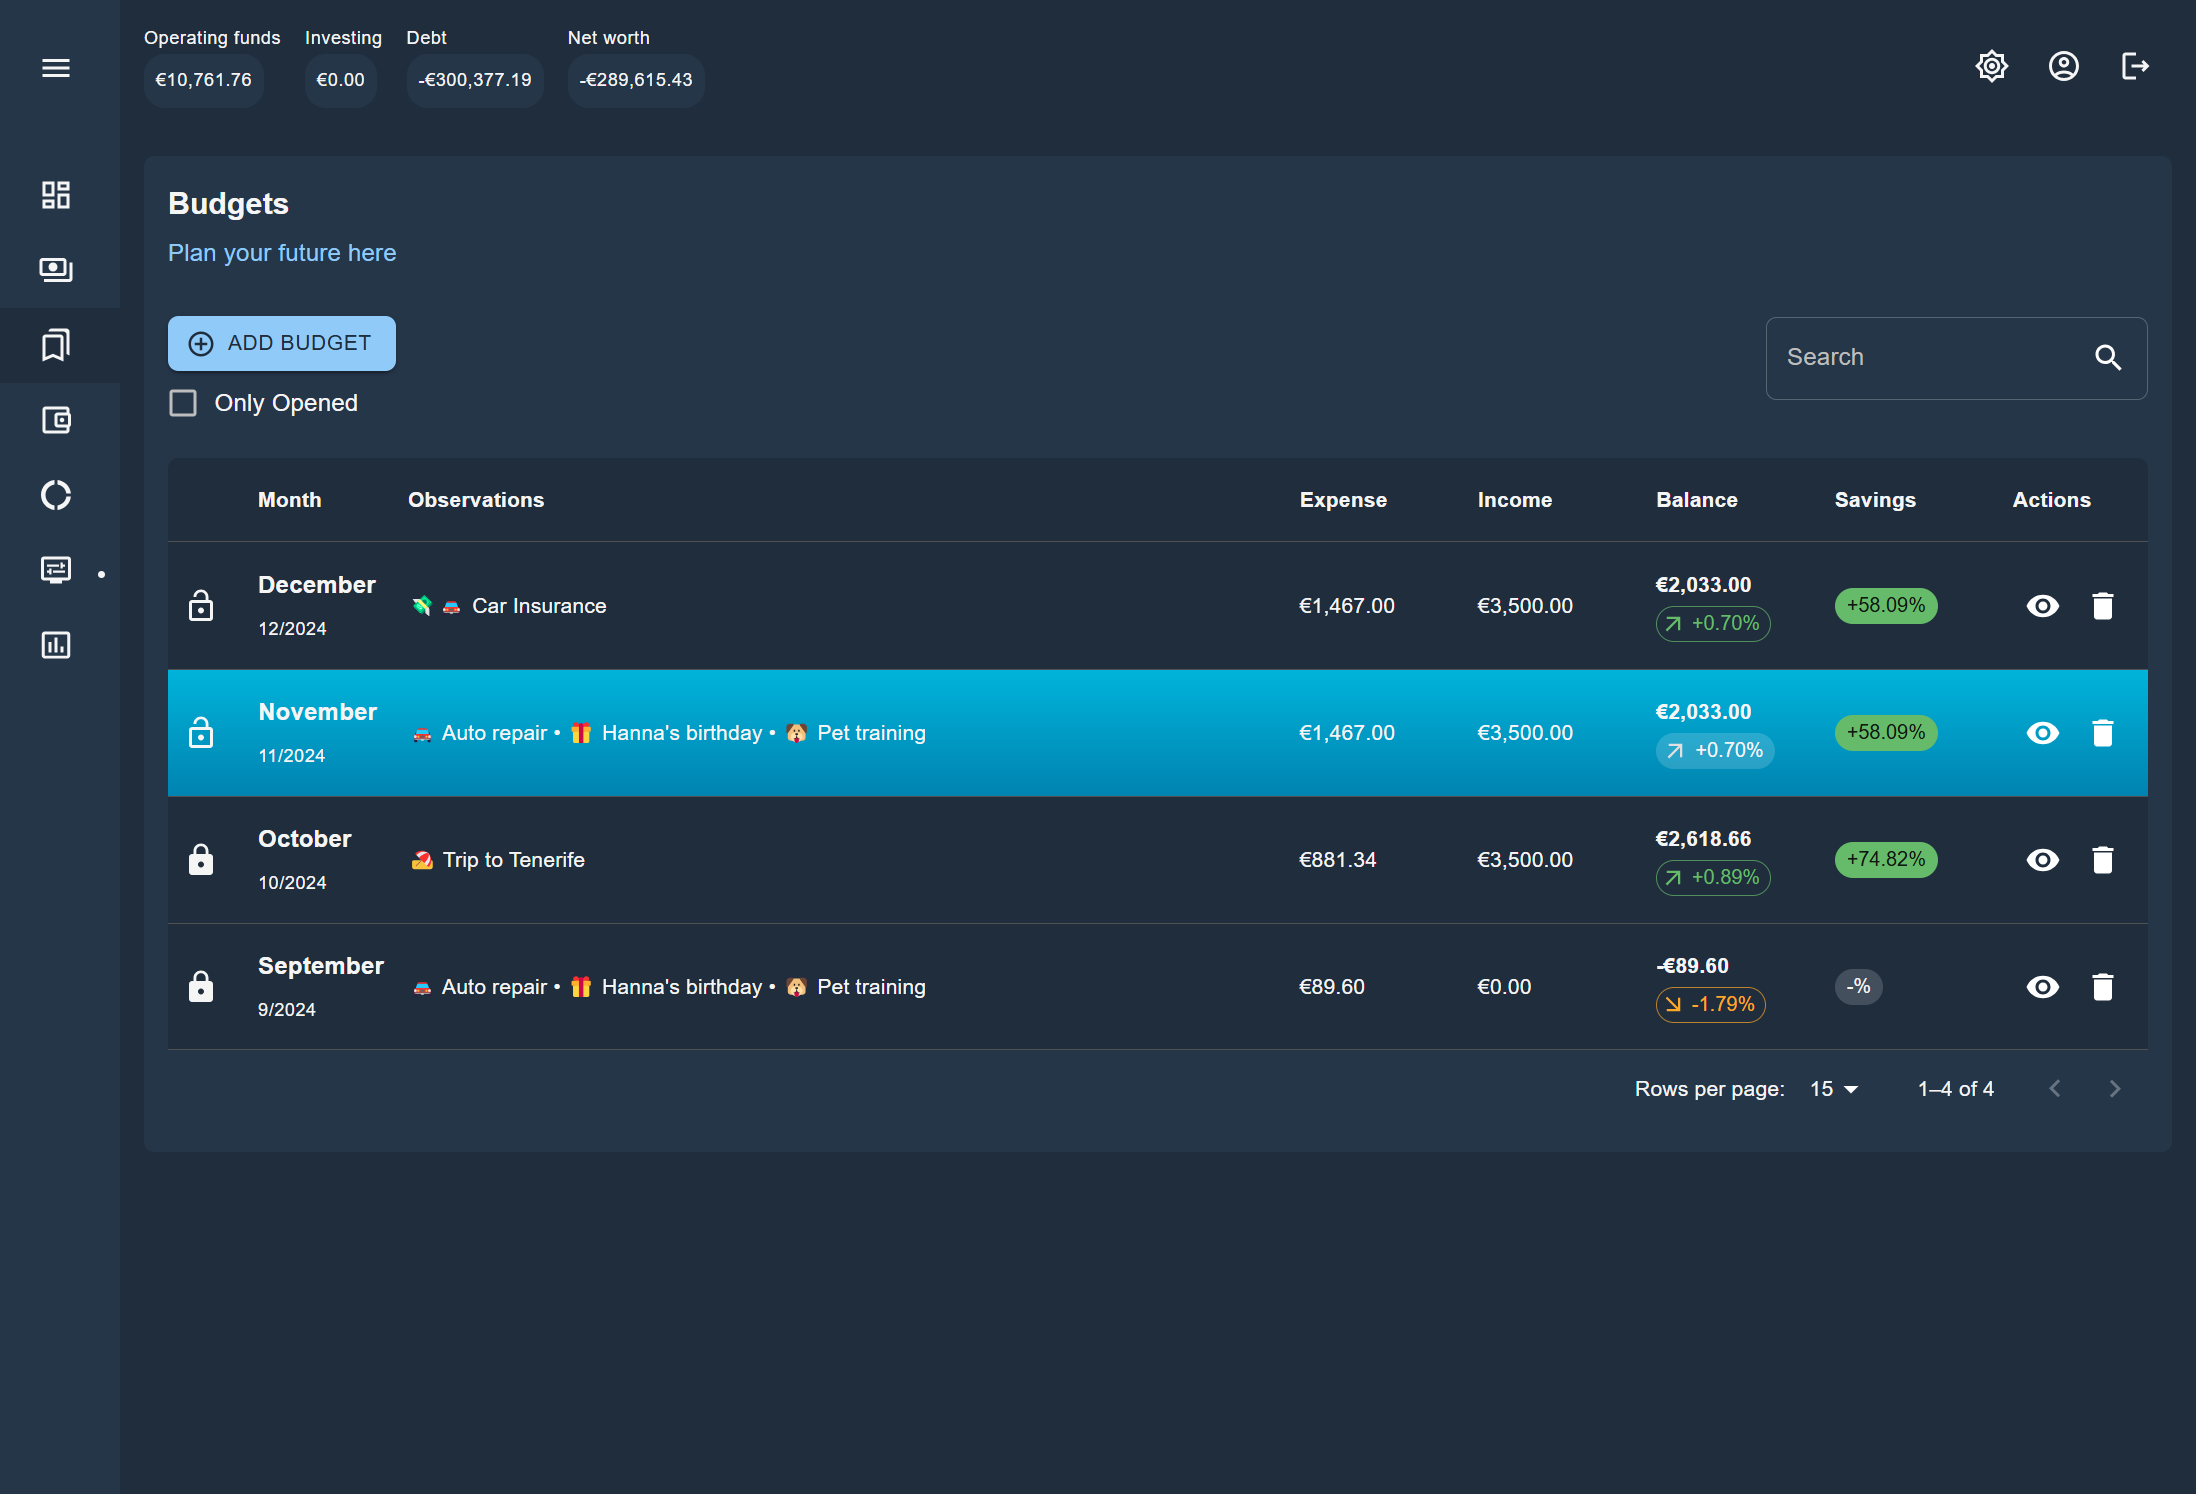 Operating funds Investing Debt Net worth
€10,761.76 €0.00 -€300,377.19 -€289,615.43
Budgets
Plan your future here
ADD BUDGET
Search
Only Opened
Month Observations Expense Income Balance Savings Actions
December
12/2024
💸 🚘 Car Insurance
€1,467.00
€3,500.00
€2,033.00
+0.70%
+58.09%
November
11/2024
🚘 Auto repair • 🎁 Hanna's birthday • 🐶 Pet training
€1,467.00
€3,500.00
€2,033.00
+0.70%
+58.09%
October
10/2024
🏖 Trip to Tenerife
€881.34
€3,500.00
€2,618.66
+0.89%
+74.82%
September
9/2024
🚘 Auto repair • 🎁 Hanna's birthday • 🐶 Pet training
€89.60
€0.00
-€89.60
-1.79%
-%
Rows per page: 15 1–4 of 4